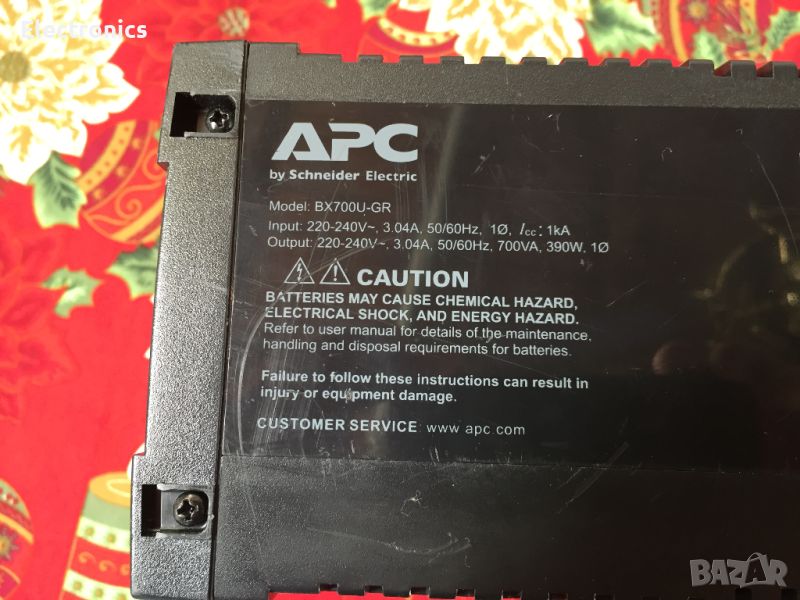 Electronics
APC
by Schneider Electric
Model: BX700U-GR
Input: 220-240V~, 3.04A, 50/60Hz, 1Ø, Icc: 1kA
Output: 220-240V~, 3.04A, 50/60Hz, 700VA, 390W, 1Ø
CAUTION
BATTERIES MAY CAUSE CHEMICAL HAZARD,
ELECTRICAL SHOCK, AND ENERGY HAZARD.
Refer to user manual for details of the maintenance,
handling and disposal requirements for batteries.
Failure to follow these instructions can result in
injury or equipment damage.
CUSTOMER SERVICE www.apc.com
BAZAR